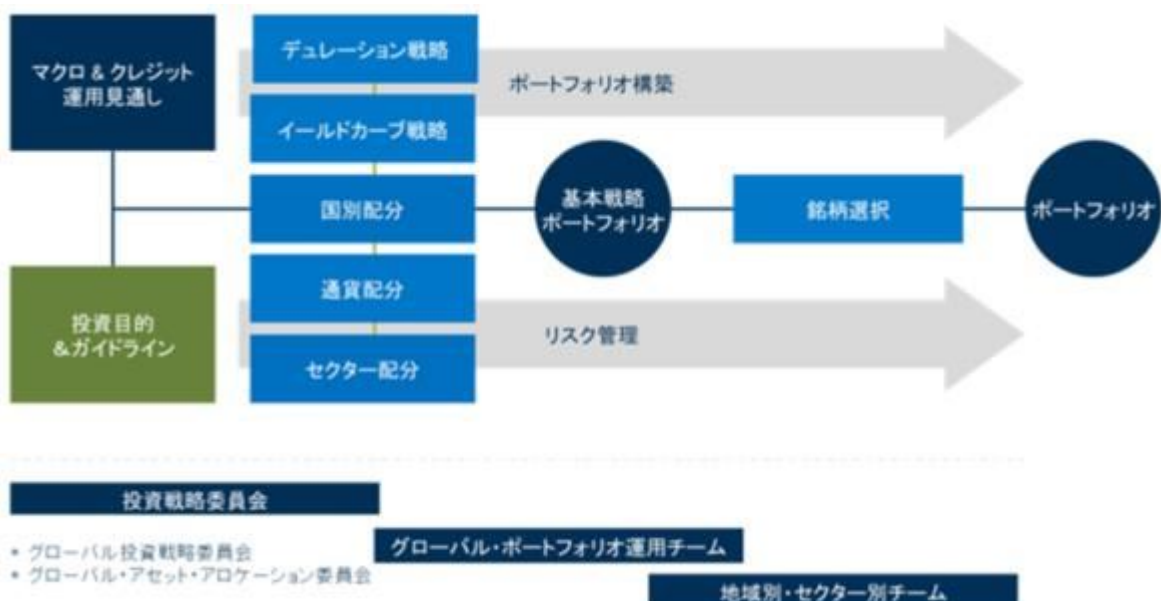 マクロ & クレジット
運用見通し
投資目的
&ガイドライン
デュレーション戦略
イールドカーブ戦略
国別配分
通貨配分
セクター配分
ポートフォリオ構築
リスク管理
基本戦略
ポートフォリオ
銘柄選択
ポートフォリオ
投資戦略委員会
• グローバル投資戦略委員会
• グローバル・アセット・アロケーション委員会
グローバル・ポートフォリオ運用チーム
地域別・セクター別チーム